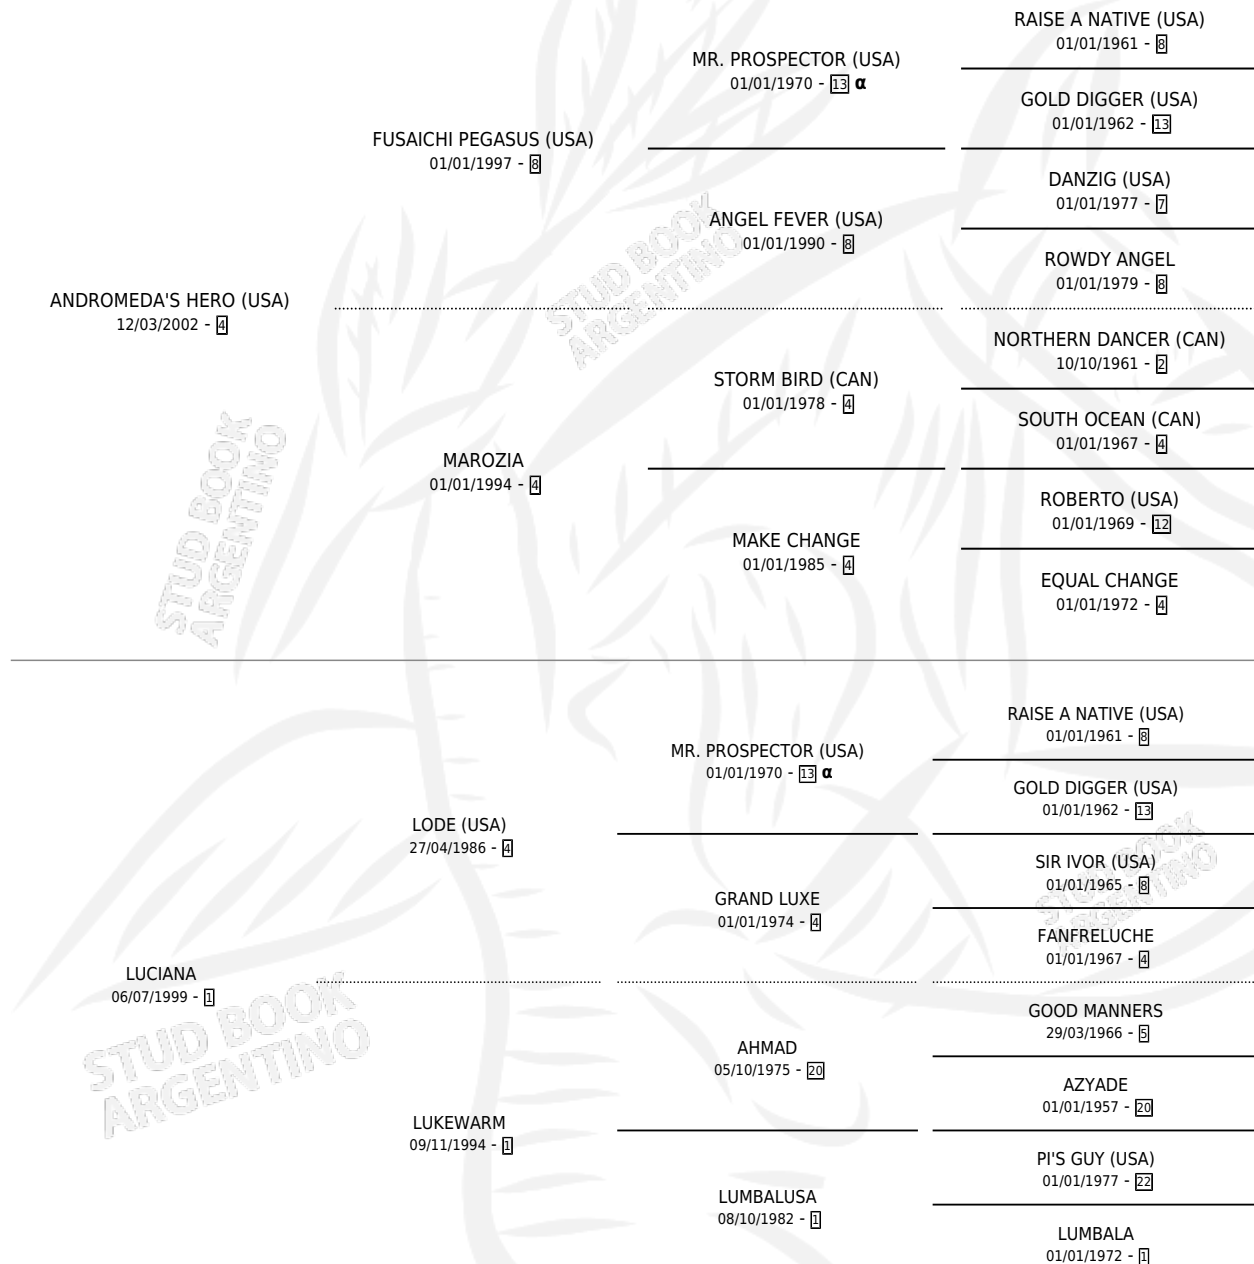 RAISE A NATIVE (USA)
01/01/1961 - 8
MR. PROSPECTOR (USA)
01/01/1970 - 13 α
GOLD DIGGER (USA)
01/01/1962 - 13
FUSAICHI PEGASUS (USA)
01/01/1997 - 8
DANZIG (USA)
01/01/1977 - 7
ANGEL FEVER (USA)
01/01/1990 - 8
ROWDY ANGEL
01/01/1979 - 8
ANDROMEDA'S HERO (USA)
12/03/2002 - 4
STUD BOOK
ARGENTINO
NORTHERN DANCER (CAN)
10/10/1961 - 2
STORM BIRD (CAN)
01/01/1978 - 4
SOUTH OCEAN (CAN)
01/01/1967 - 4
MAROZIA
01/01/1994 - 4
ROBERTO (USA)
01/01/1969 - 12
MAKE CHANGE
01/01/1985 - 4
EQUAL CHANGE
01/01/1972 - 4
STUD BOOK
ARGENTINO
RAISE A NATIVE (USA)
01/01/1961 - 8
MR. PROSPECTOR (USA)
01/01/1970 - 13 α
GOLD DIGGER (USA)
01/01/1962 - 13
LODE (USA)
27/04/1986 - 4
SIR IVOR (USA)
01/01/1965 - 8
GRAND LUXE
01/01/1974 - 4
FANFRELUCHE
01/01/1967 - 4
STUD BOOK
ARGENTINO
LUCIANA
06/07/1999 - 1
GOOD MANNERS
29/03/1966 - 5
AHMAD
05/10/1975 - 20
AZYADE
01/01/1957 - 20
LUKEWARM
09/11/1994 - 1
PI'S GUY (USA)
01/01/1977 - 22
LUMBALUSA
08/10/1982 - 1
LUMBALA
01/01/1972 - 1
STUD BOOK
ARGENTINO